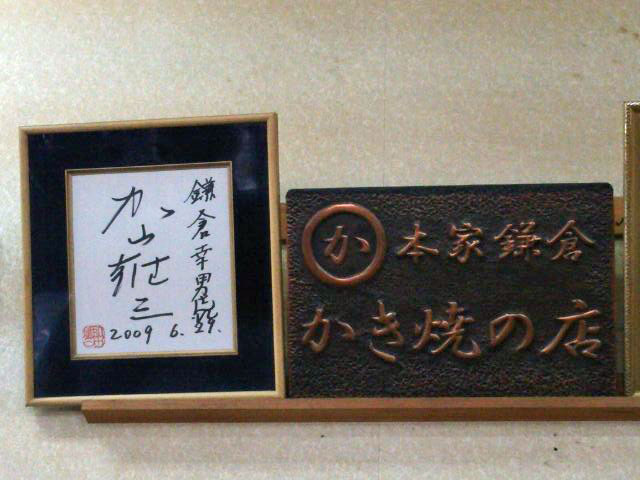 鎌倉幸男様
加山雄三
2009 6. 29.
か 本家鎌倉
かき焼の店